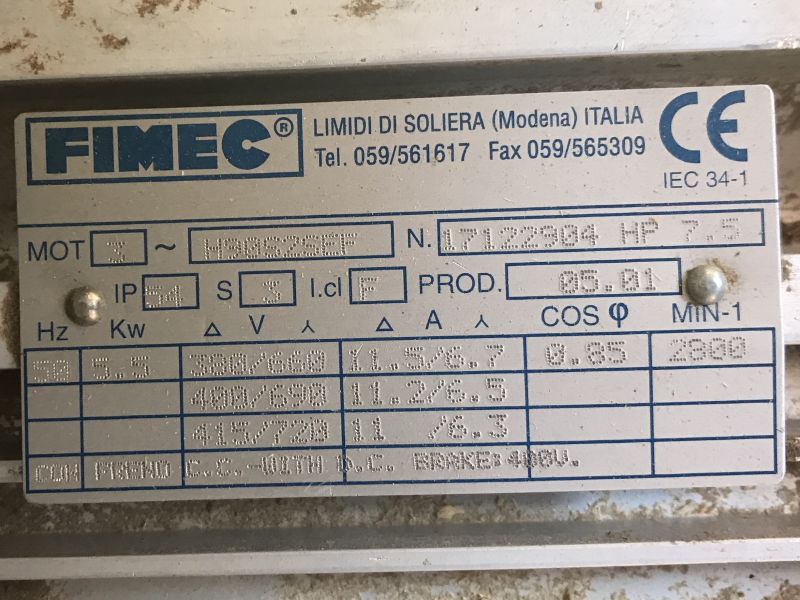 FIMEC® LIMIDI DI SOLIERA (Modena) ITALIA
Tel. 059/561617 Fax 059/565309
CE
IEC 34-1
MOT 3 ~ H90S2SEF N. 17122904 HP 7.5
IP 54 S 3 I.cl F PROD. 05.01
Hz Kw Δ V ⅄ Δ A ⅄ COS φ MIN-1
50 5.5 380/660 11.5/6.7 0.85 2800
400/690 11.2/6.5
415/720 11 /6.3
CON FRENO C.C.-WITH D.C. BRAKE:400V.